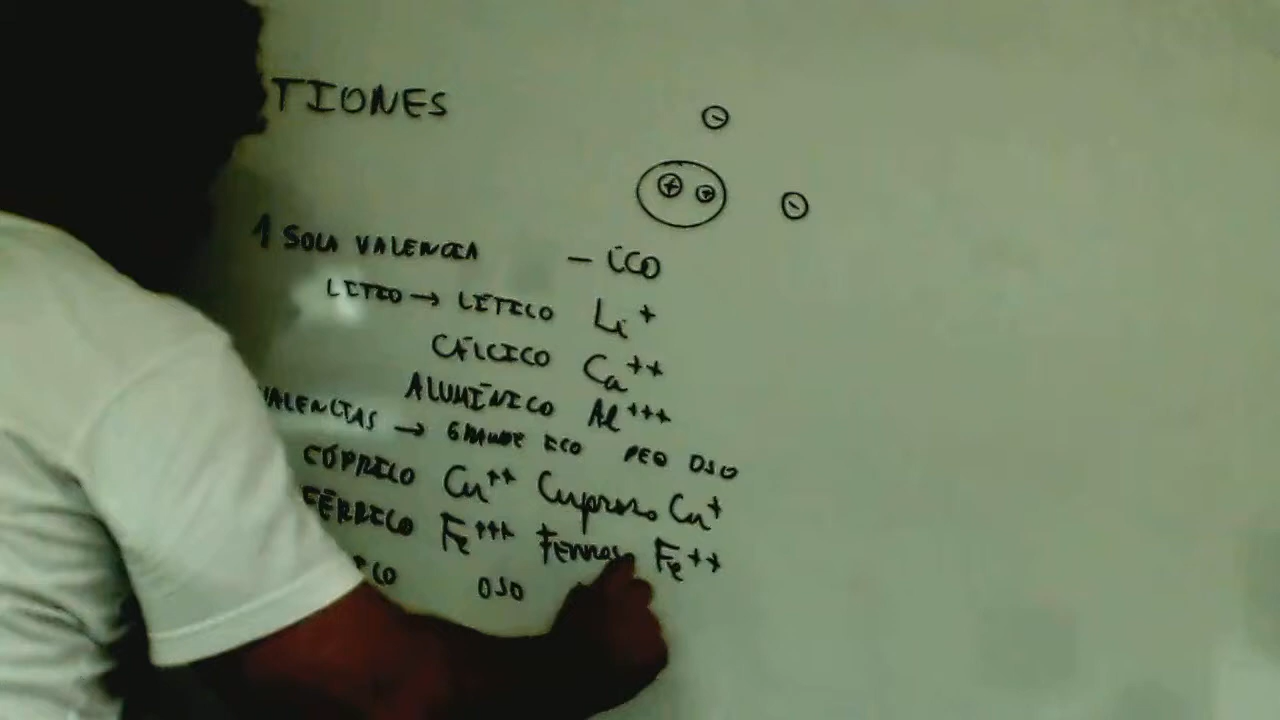 TIONES
1 SOLA VALENCIA - ICO
LITIO → LÍTICO Li+
CÁLCICO Ca++
ALUMÍNICO Al+++
VALENCIAS → GRANDE ICO PEQ OSO
CÚPRICO Cu++ Cuproso Cu+
FÉRRICO Fe+++ Ferroso Fe++
ICO OSO